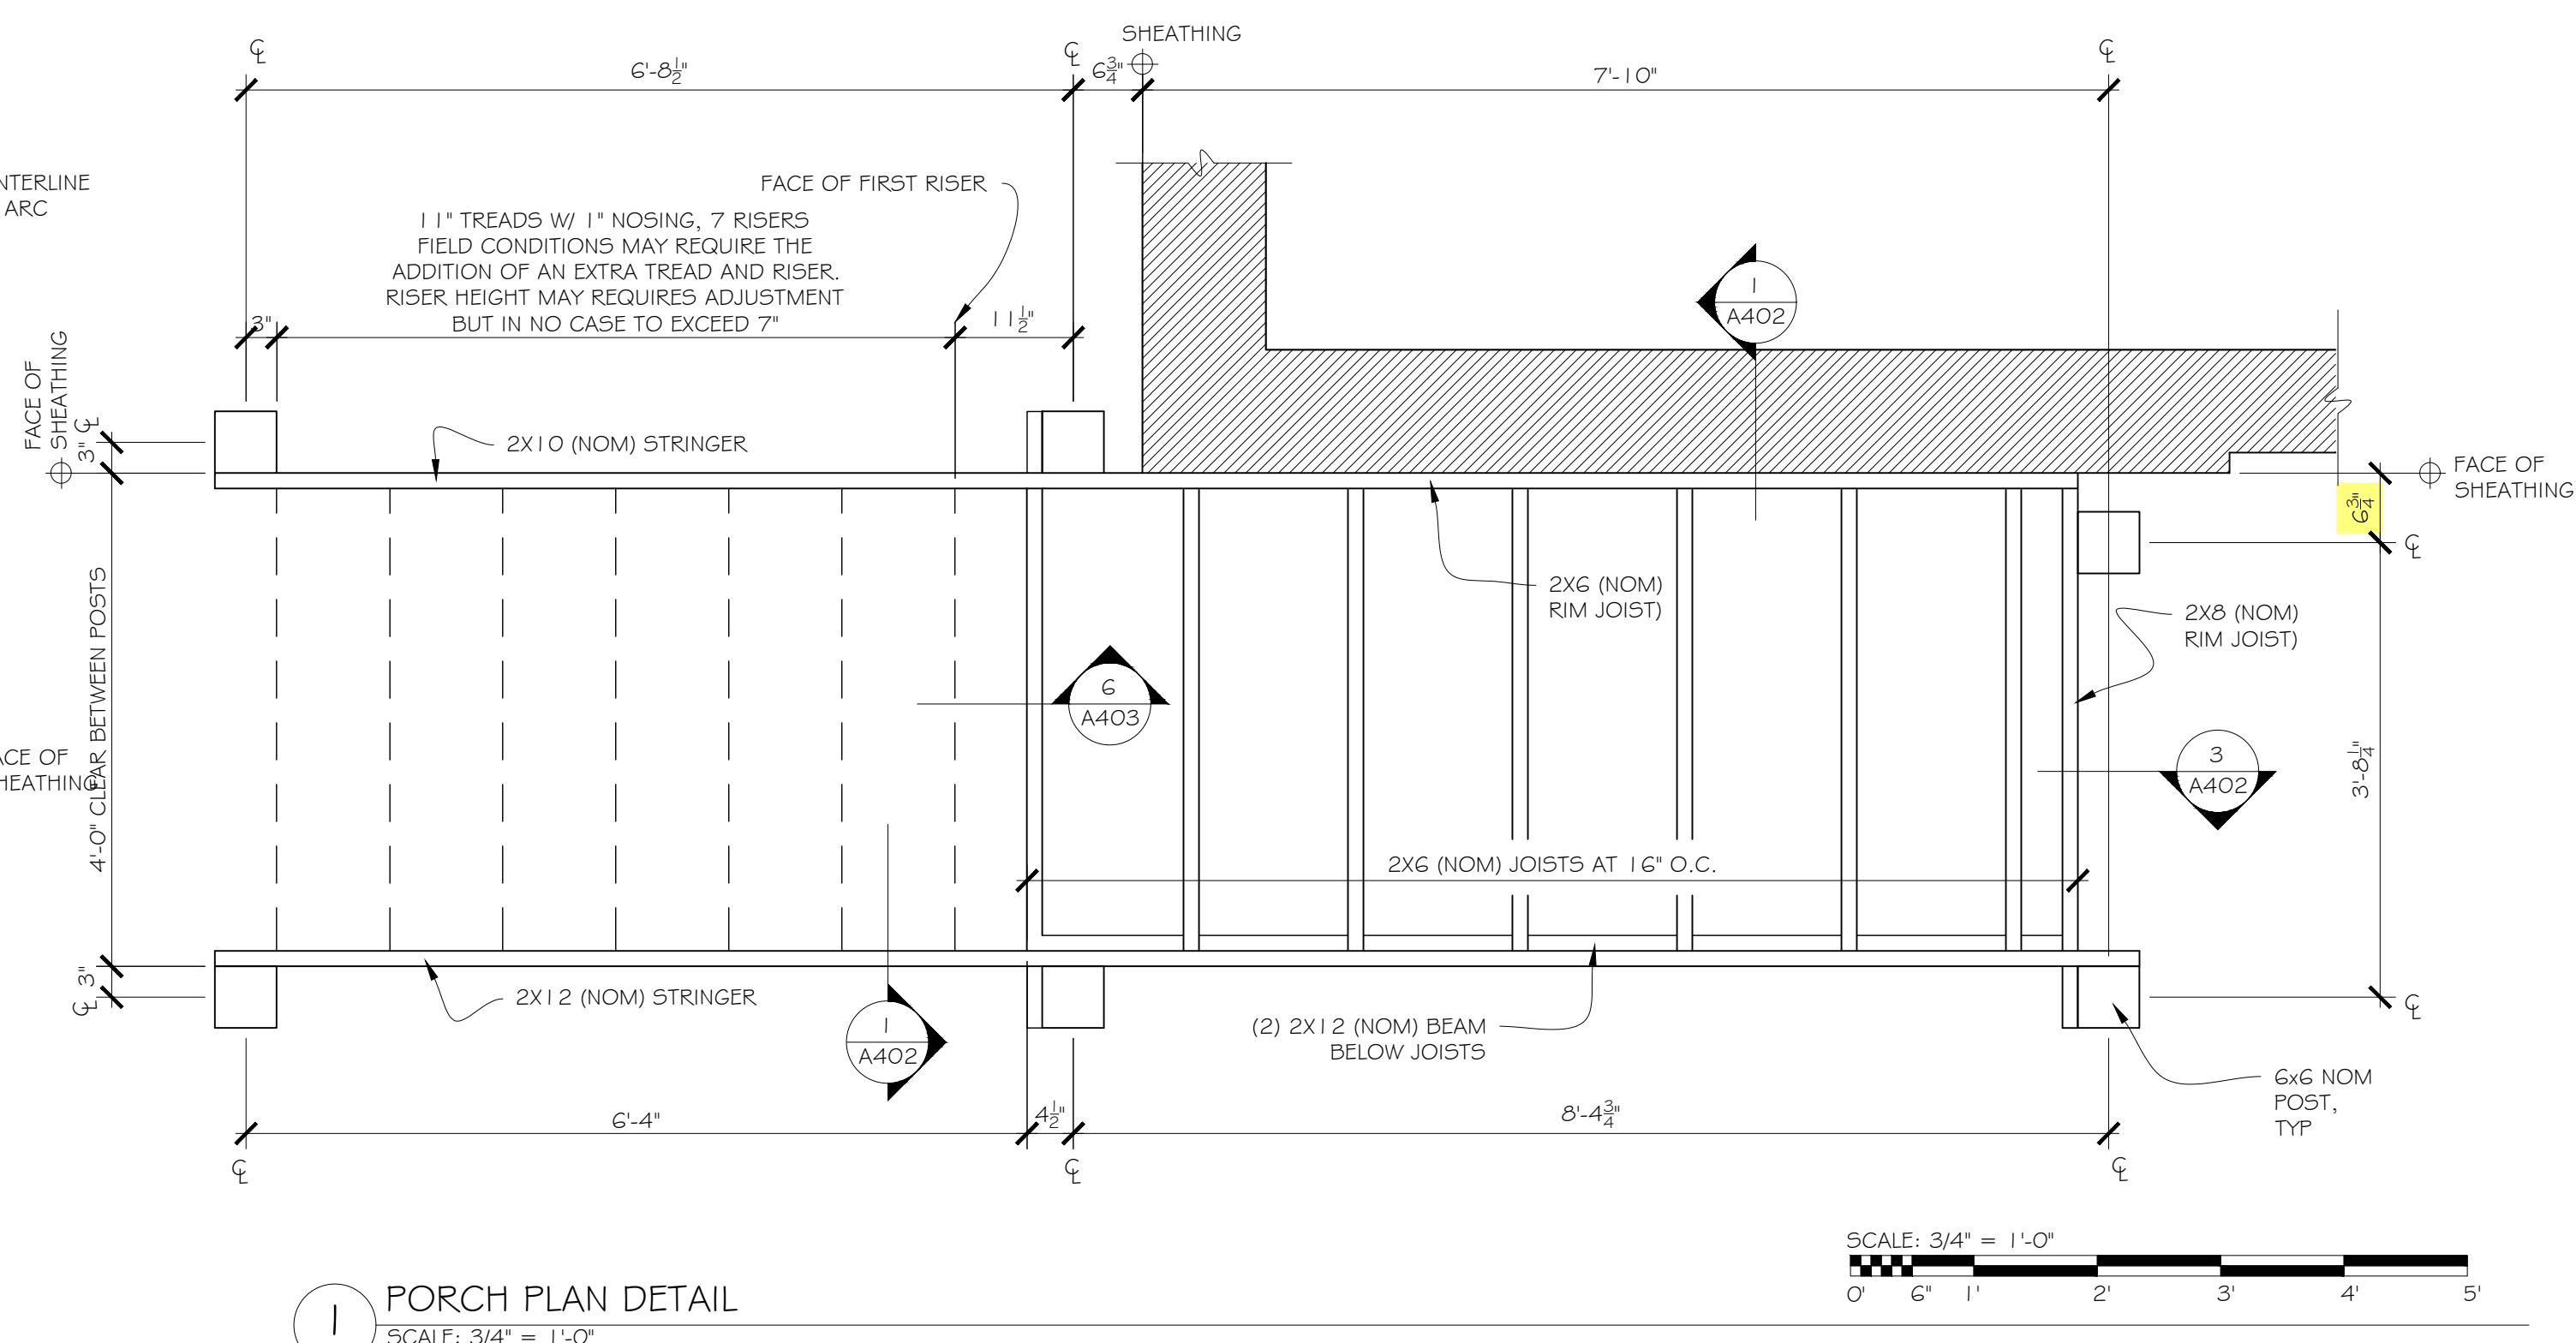 SHEATHING
℄
℄
℄
6'-8½"
6¾"
7'-10"
NTERLINE
ARC
FACE OF FIRST RISER
11" TREADS W/ 1" NOSING, 7 RISERS
FIELD CONDITIONS MAY REQUIRE THE
ADDITION OF AN EXTRA TREAD AND RISER.
RISER HEIGHT MAY REQUIRES ADJUSTMENT
BUT IN NO CASE TO EXCEED 7"
3"
11½"
1
A402
FACE OF
SHEATHING
3"
℄
2X10 (NOM) STRINGER
FACE OF
SHEATHING
6¾"
℄
2X6 (NOM)
RIM JOIST)
2X8 (NOM)
RIM JOIST)
4'-0" CLEAR BETWEEN POSTS
6
A403
ACE OF
HEATHING
3
A402
3'-8¼"
2X6 (NOM) JOISTS AT 16" O.C.
3"
℄
2X12 (NOM) STRINGER
℄
1
A402
(2) 2X12 (NOM) BEAM
BELOW JOISTS
6x6 NOM
POST,
TYP
6'-4"
4½"
8'-4¾"
℄
℄
℄
SCALE: 3/4" = 1'-0"
0' 6" 1' 2' 3' 4' 5'
1
PORCH PLAN DETAIL
SCALE: 3/4" = 1'-0"